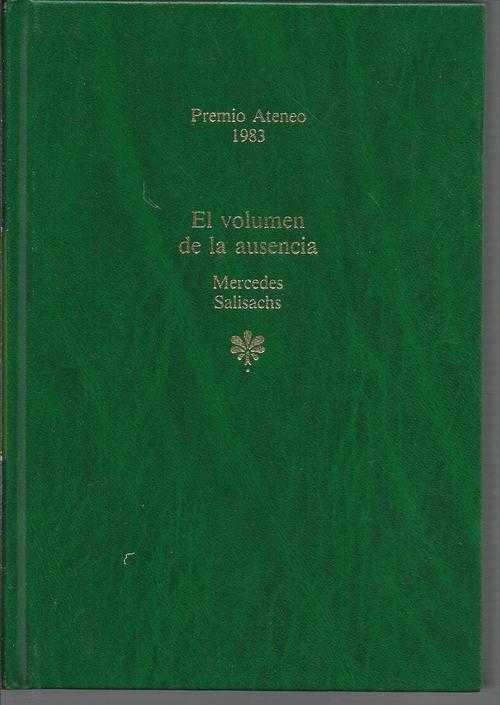 Premio Ateneo
1983
El volumen
de la ausencia
Mercedes
Salisachs